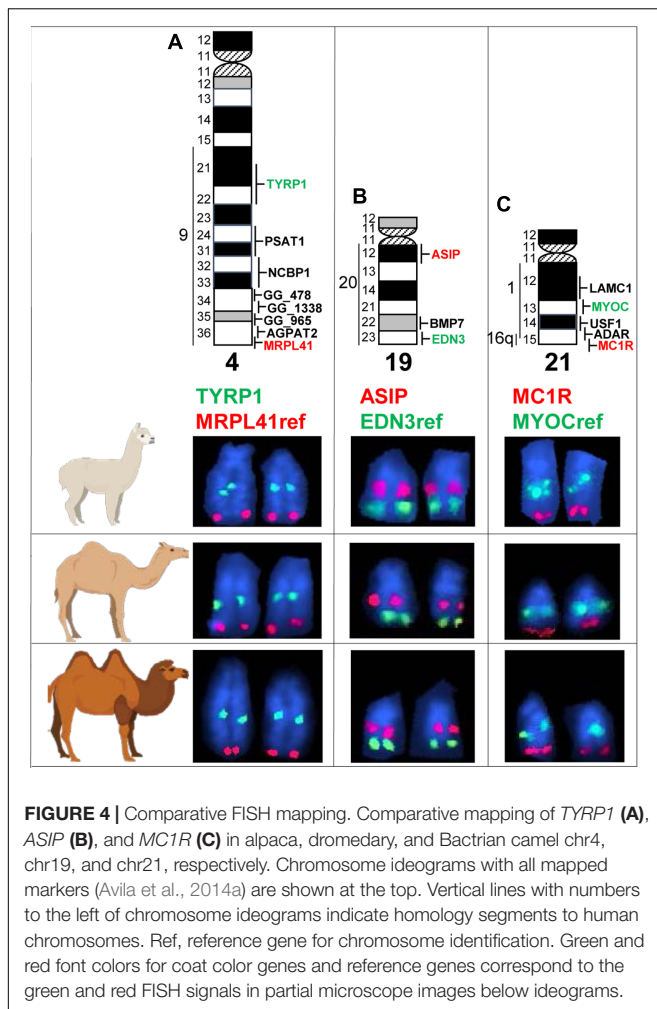 A
12
11
11
12
13
14
15
21
22
23
24
31
32
33
34
35
36
9
TYRP1
PSAT1
NCBP1
GG_478
GG_1338
GG_965
AGPAT2
MRPL41
4
B
12
11
11
12
13
14
21
22
23
20
ASIP
BMP7
EDN3
19
C
12
11
11
12
13
14
15
1
16q
LAMC1
MYOC
USF1
ADAR
MC1R
21
TYRP1
MRPL41ref
ASIP
EDN3ref
MC1R
MYOCref
FIGURE 4 | Comparative FISH mapping. Comparative mapping of TYRP1 (A),
ASIP (B), and MC1R (C) in alpaca, dromedary, and Bactrian camel chr4,
chr19, and chr21, respectively. Chromosome ideograms with all mapped
markers (Avila et al., 2014a) are shown at the top. Vertical lines with numbers
to the left of chromosome ideograms indicate homology segments to human
chromosomes. Ref, reference gene for chromosome identification. Green and
red font colors for coat color genes and reference genes correspond to the
green and red FISH signals in partial microscope images below ideograms.